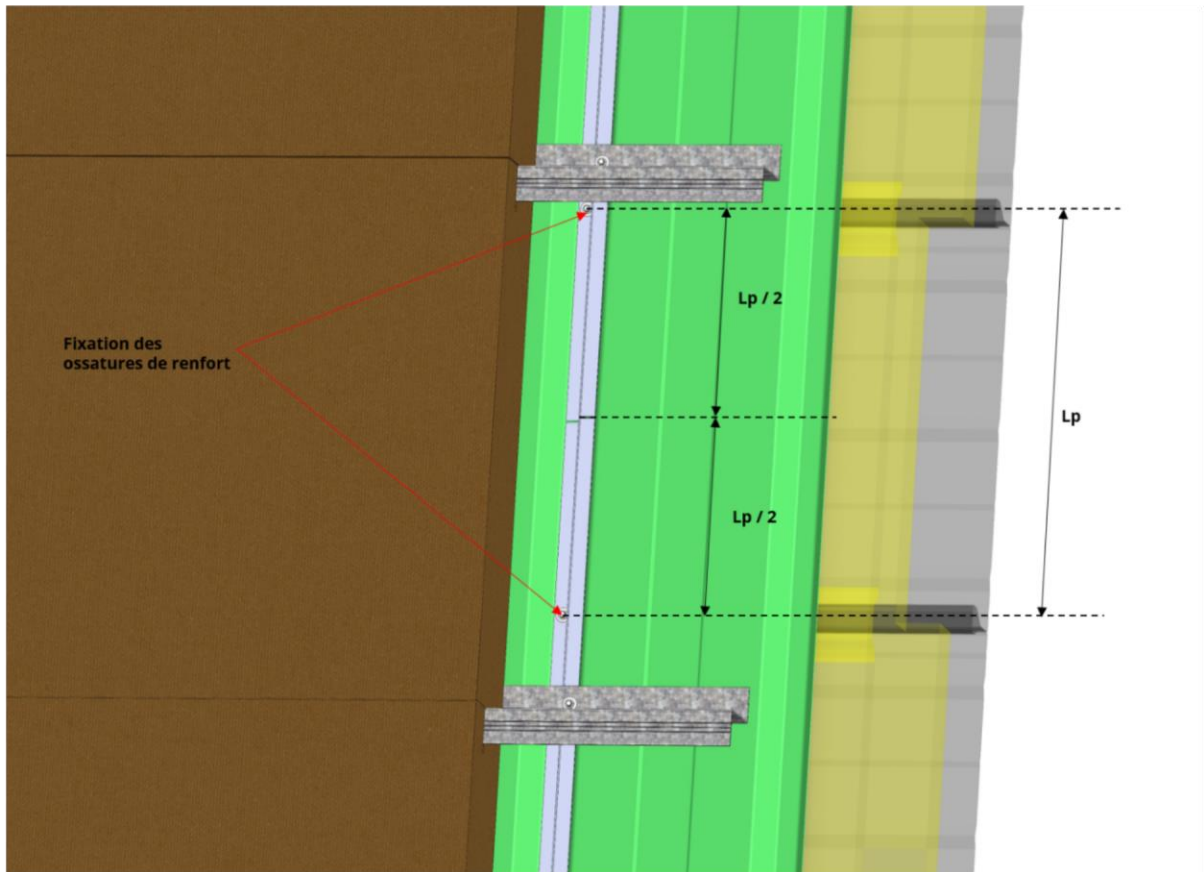 Lp / 2
Fixation des
ossatures de renfort
Lp
Lp / 2